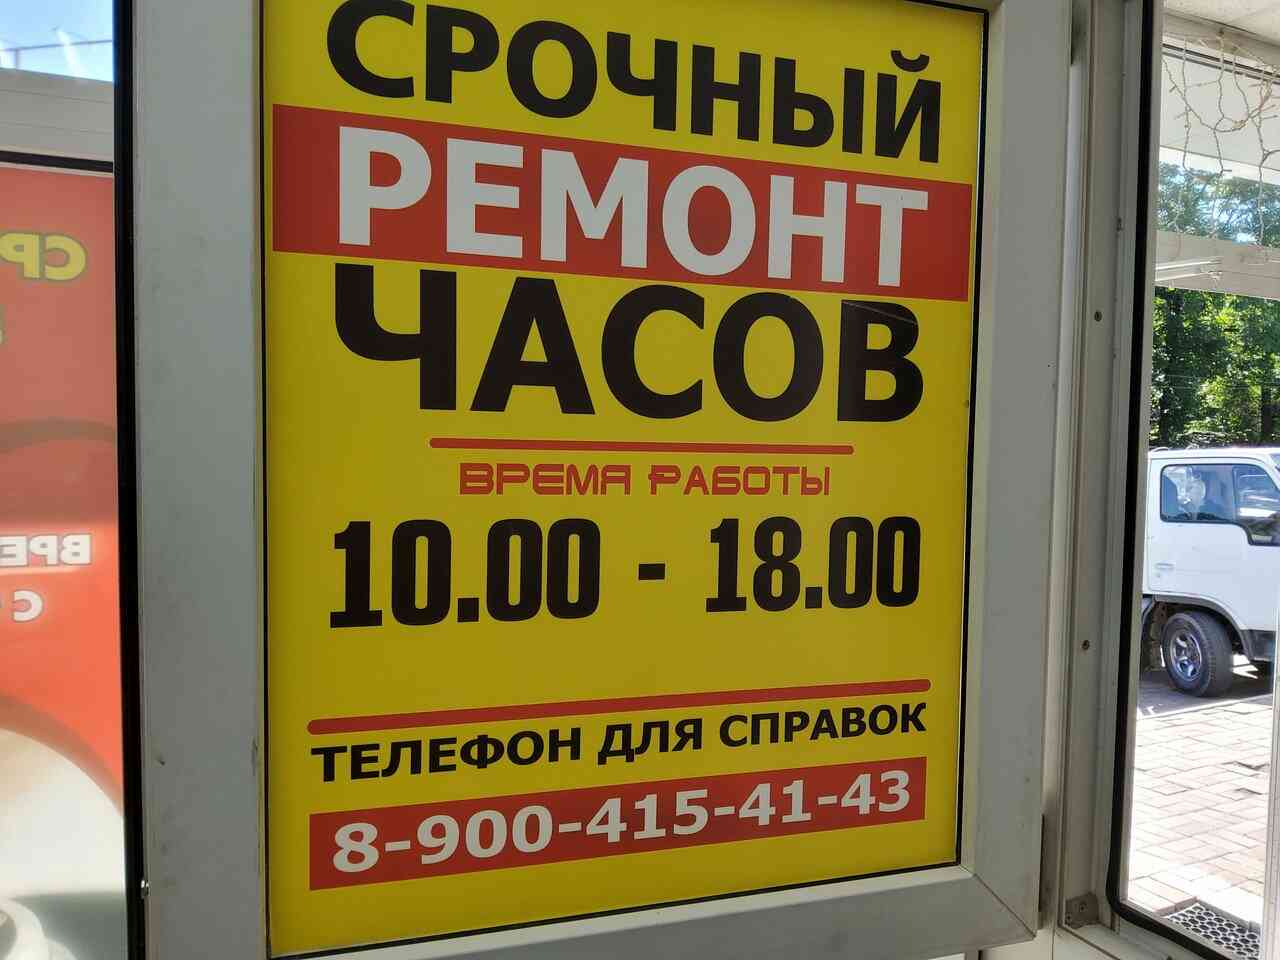 СРОЧНЫЙ
РЕМОНТ
ЧАСОВ
ВРЕМЯ РАБОТЫ
10.00 - 18.00
ТЕЛЕФОН ДЛЯ СПРАВОК
8-900-415-41-43